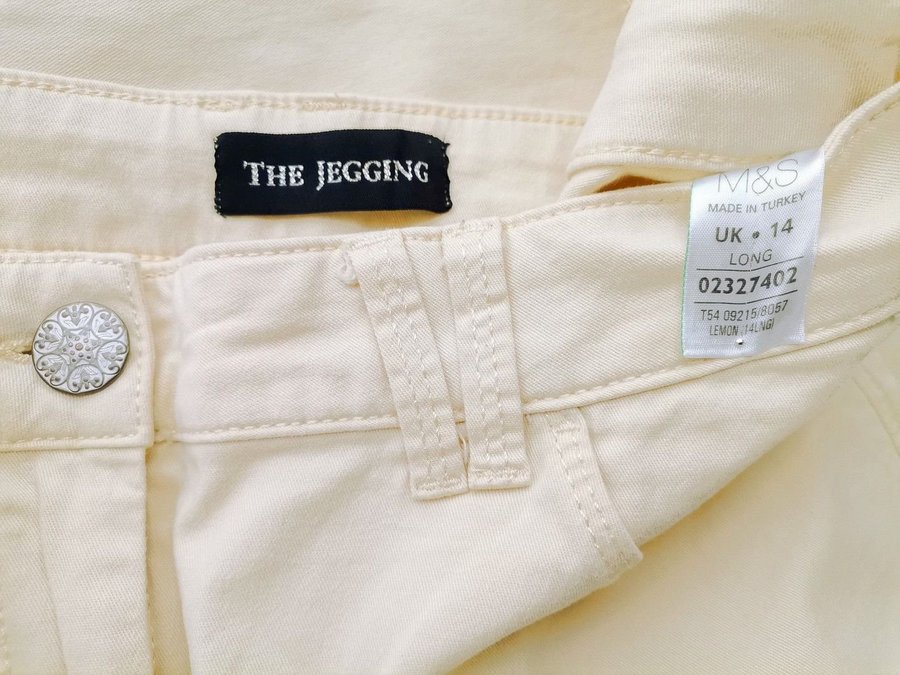 THE JEGGING
M&S
MADE IN TURKEY
UK • 14
LONG
02327402
T54 09215/8057
LEMON (14LNG)